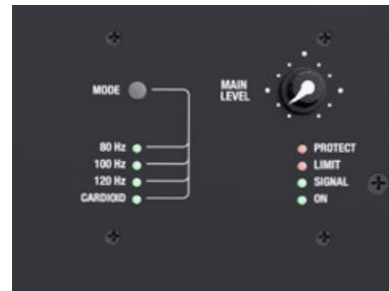 MODE
MAIN
LEVEL
80 Hz
100 Hz
120 Hz
CARDIOID
PROTECT
LIMIT
SIGNAL
ON